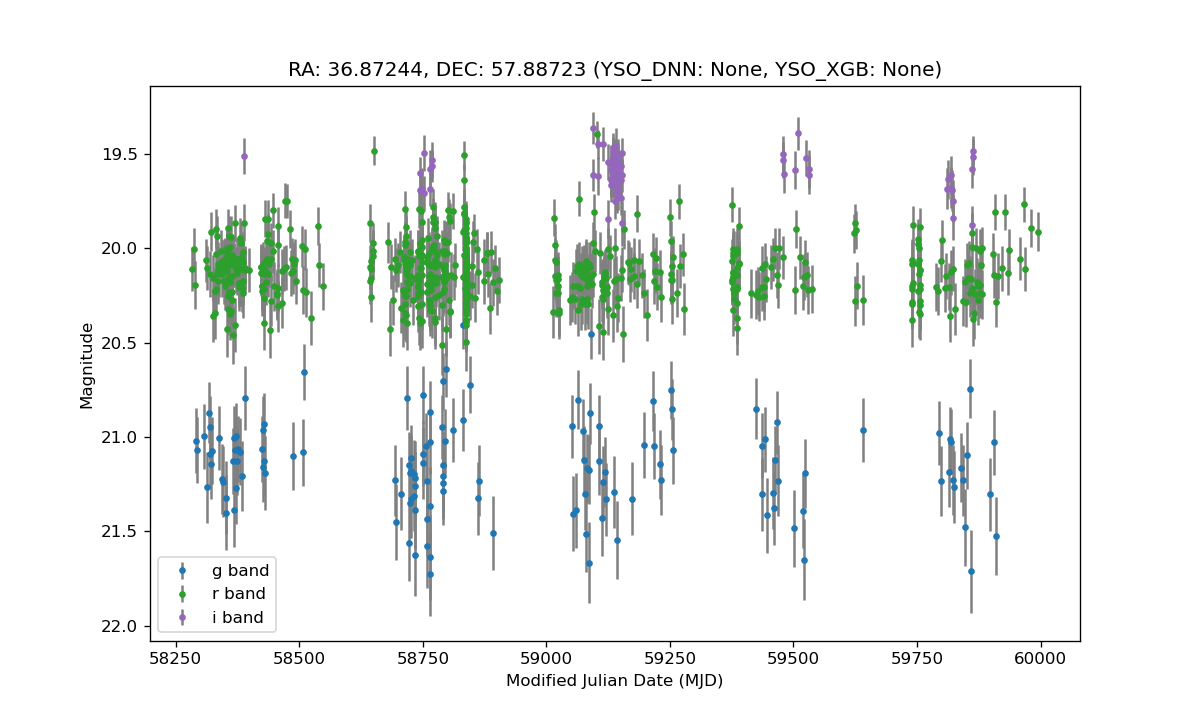 RA: 36.87244, DEC: 57.88723 (YSO_DNN: None, YSO_XGB: None)
Magnitude
19.5
20.0
20.5
21.0
21.5
22.0
g band
r band
i band
58250 58500 58750 59000 59250 59500 59750 60000
Modified Julian Date (MJD)